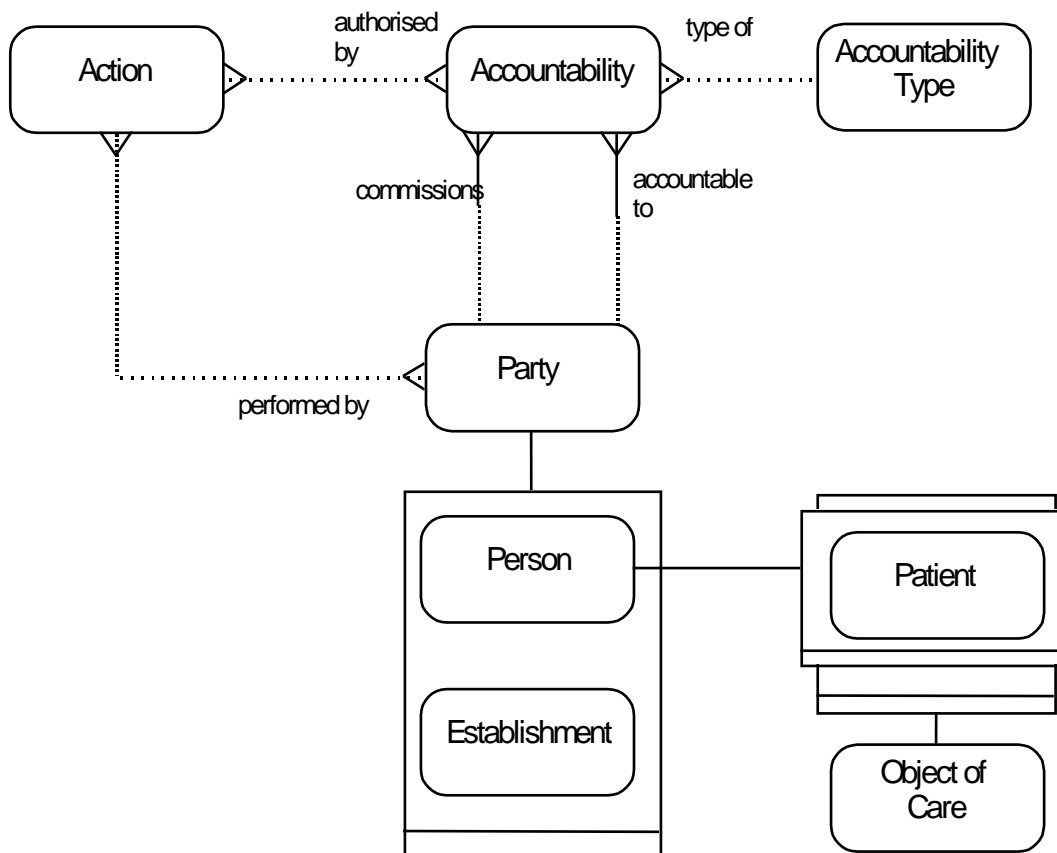 Action
authorised
by
Accountability
type of
Accountability
Type
commissions
accountable
to
Party
performed by
Person
Patient
Establishment
Object of
Care